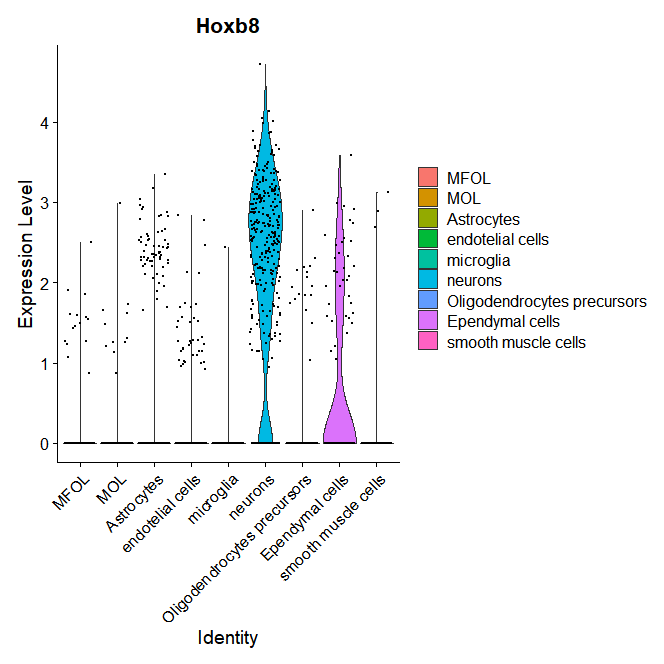 Hoxb8
Expression Level
4
3
2
1
0
MFOL
MOL
Astrocytes
endotelial cells
microglia
neurons
Oligodendrocytes precursors
Ependymal cells
smooth muscle cells
Identity
MFOL
MOL
Astrocytes
endotelial cells
microglia
neurons
Oligodendrocytes precursors
Ependymal cells
smooth muscle cells